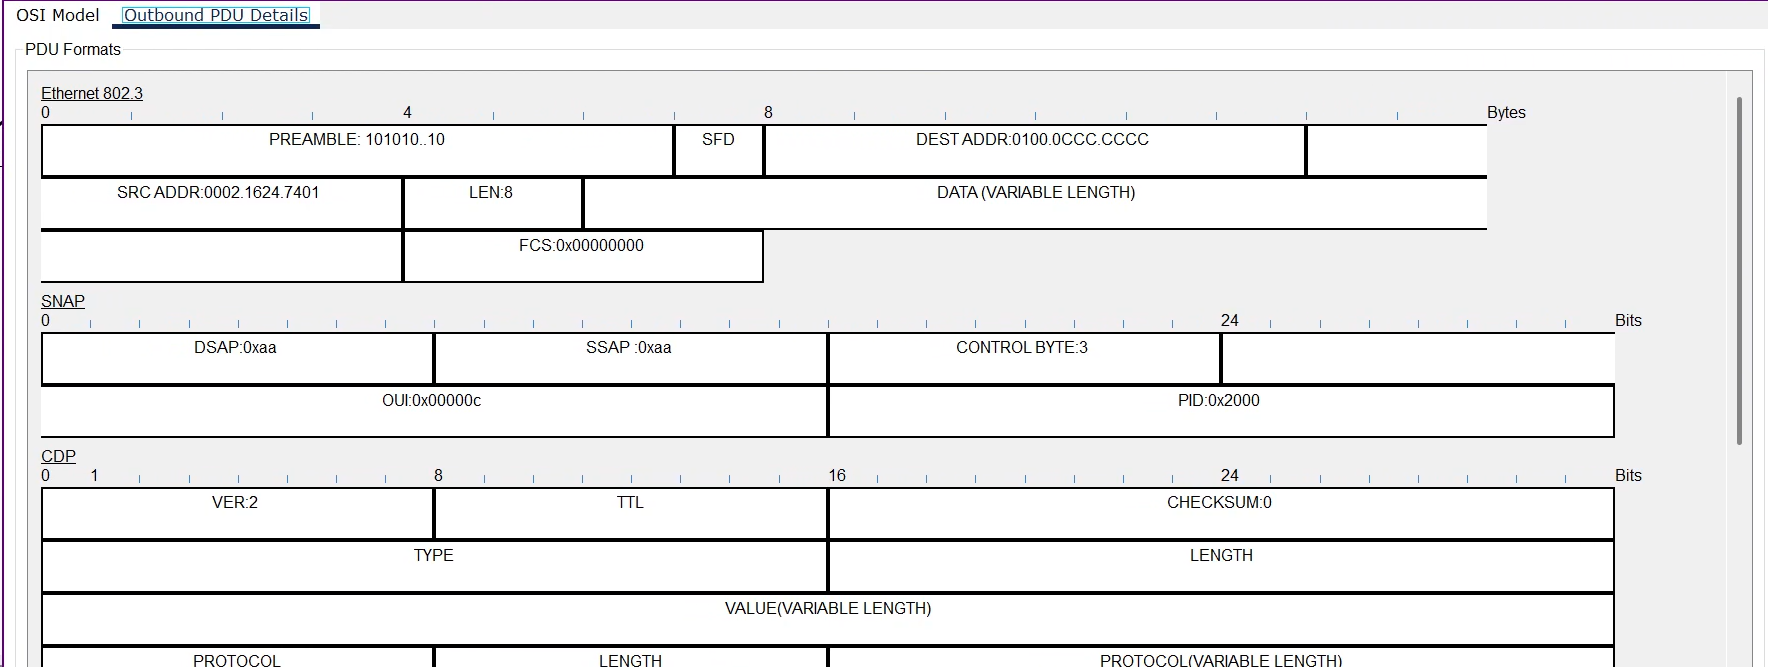 OSI Model Outbound PDU Details
PDU Formats
Ethernet 802.3
0 4 8 Bytes
PREAMBLE: 101010..10 SFD DEST ADDR:0100.0CCC.CCCC
SRC ADDR:0002.1624.7401 LEN:8 DATA (VARIABLE LENGTH)
FCS:0x00000000
SNAP
0 24 Bits
DSAP:0xaa SSAP :0xaa CONTROL BYTE:3
OUI:0x00000c PID:0x2000
CDP
0 1 8 16 24 Bits
VER:2 TTL CHECKSUM:0
TYPE LENGTH
VALUE(VARIABLE LENGTH)
PROTOCOL LENGTH PROTOCOL(VARIABLE LENGTH)